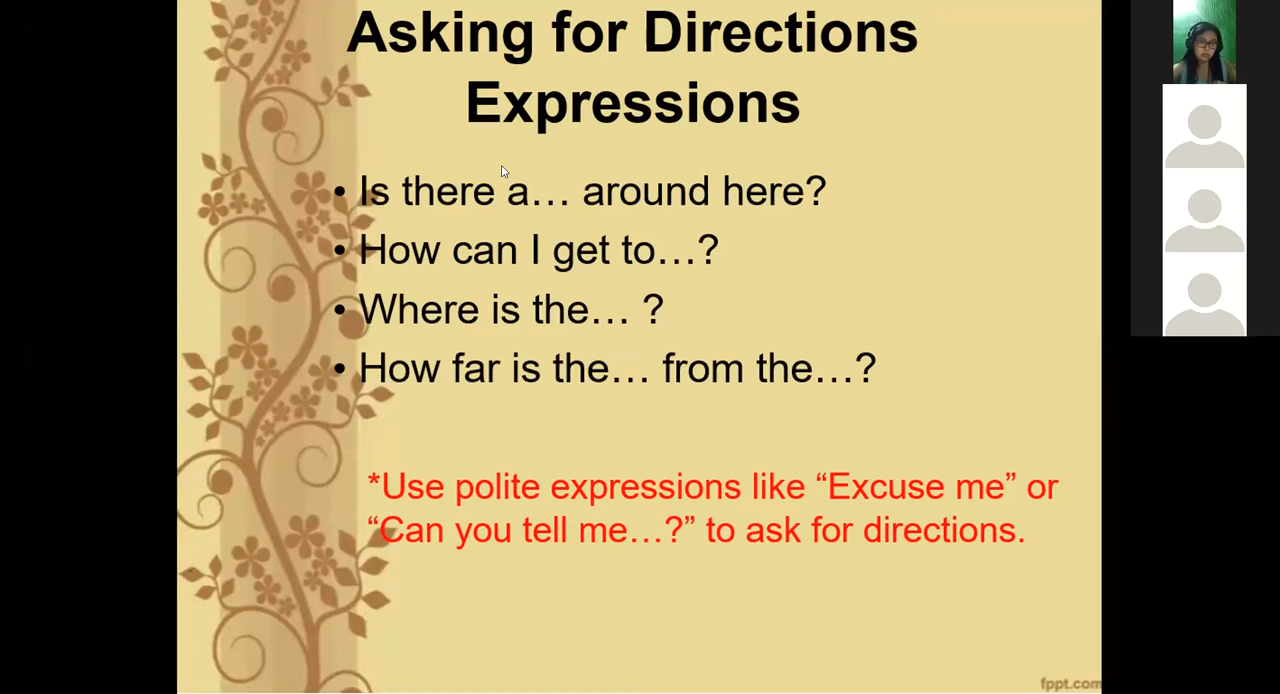 Asking for Directions
Expressions
• Is there a… around here?
• How can I get to…?
• Where is the… ?
• How far is the… from the…?
*Use polite expressions like “Excuse me” or
“Can you tell me…?” to ask for directions.
fppt.com